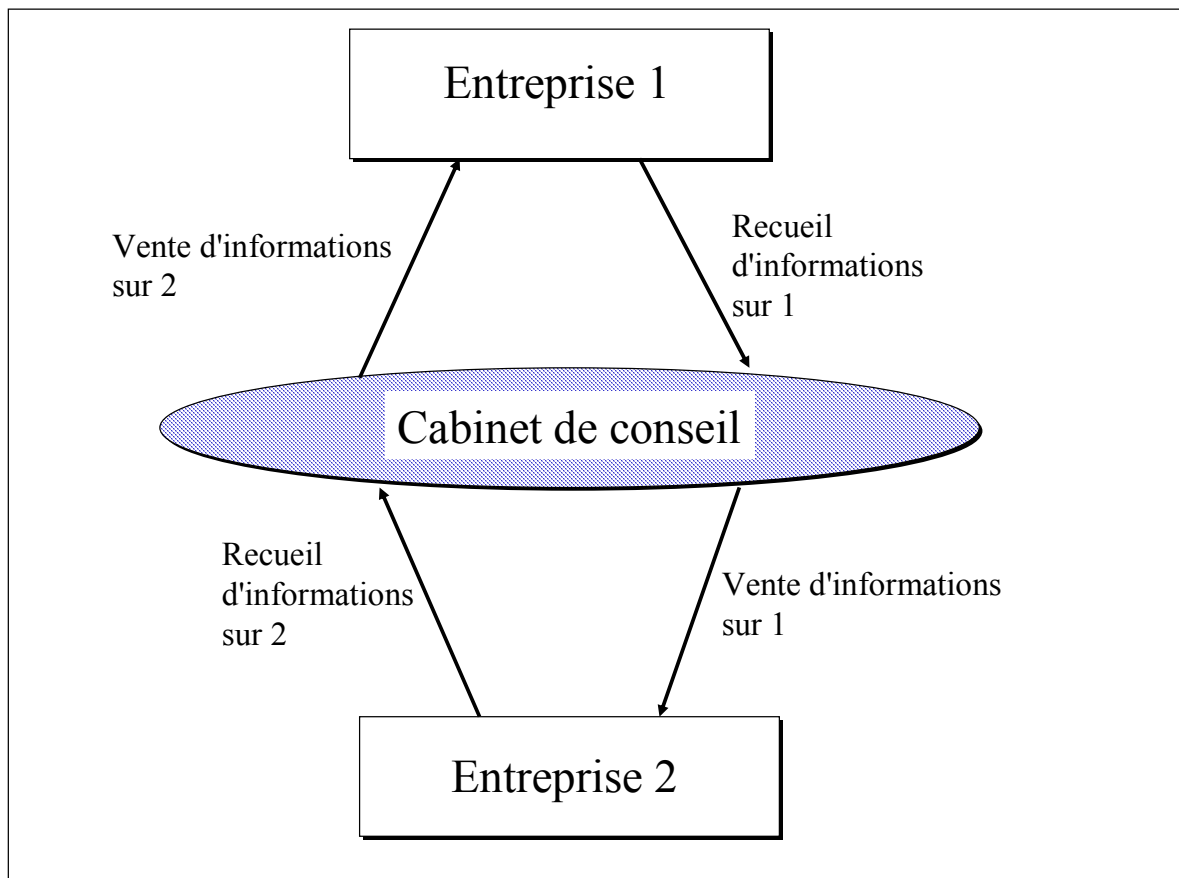 Entreprise 1
Vente d'informations
sur 2
Recueil
d'informations
sur 1
Cabinet de conseil
Recueil
d'informations
sur 2
Vente d'informations
sur 1
Entreprise 2